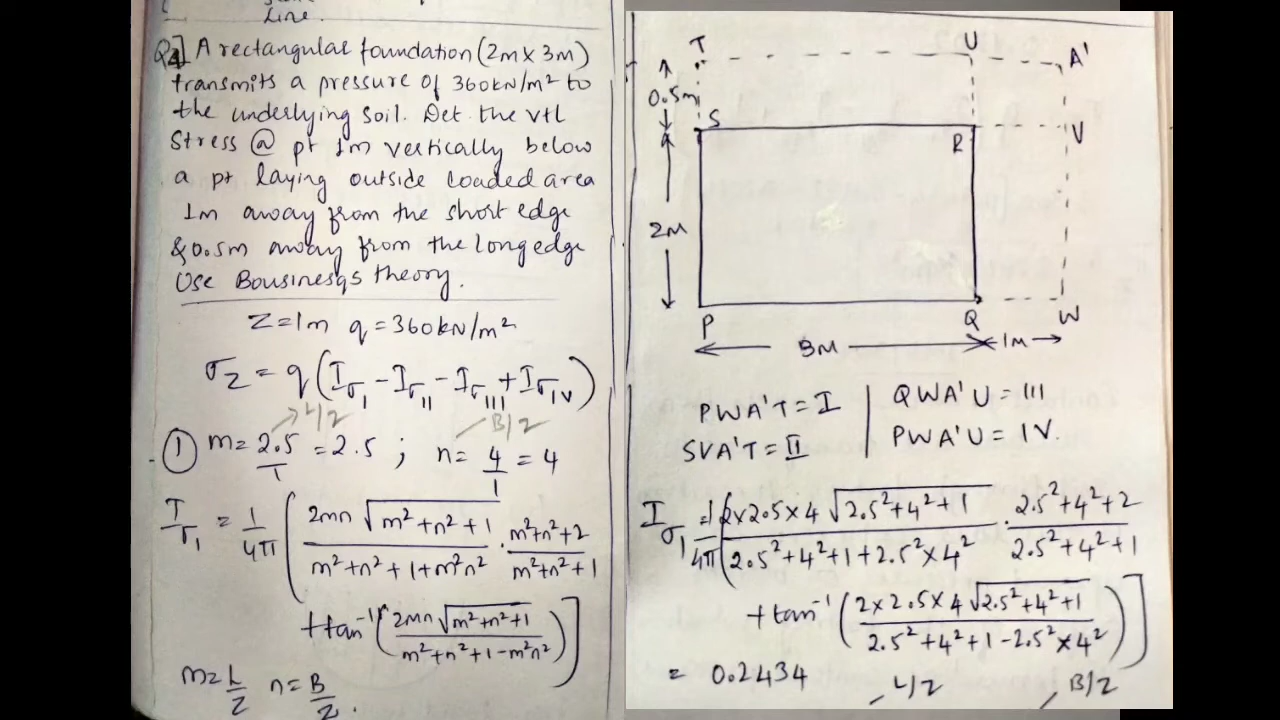 Line.
Q2] A rectangular foundation (2m x 3m)
transmits a pressure of 360kN/m² to
the underlying soil. Det the vtl
Stress @ pt 1m vertically below
a pt laying outside loaded area
1m away from the short edge
& 0.5m away from the long edge
Use Bousinesqs theory.
Z=1m q=360kN/m²
σz = q (Iσ_I - Iσ_II - Iσ_III + Iσ_IV)
L/2 B/2
① m = 2.5/1 = 2.5 ; n = 4/1 = 4
Iσ1 = 1/4π [ 2mn √(m²+n²+1) / (m²+n²+1+m²n²) · (m²+n²+2)/(m²+n²+1)
+ tan⁻¹ ( 2mn √(m²+n²+1) / (m²+n²+1-m²n²) ) ]
m = L/Z n = B/Z.
T U A'
0.5m
S R V
2M
P Q W
3M 1M
PWA'T = I QWA'U = III
SVA'T = II PWA'U = IV.
Iσ1 = 1/4π [ 2x2.5x4 √(2.5²+4²+1) / (2.5²+4²+1+2.5²x4²) · (2.5²+4²+2)/(2.5²+4²+1)
+ tan⁻¹ ( 2x2.5x4 √(2.5²+4²+1) / (2.5²+4²+1-2.5²x4²) ) ]
= 0.2434 L/2 B/2